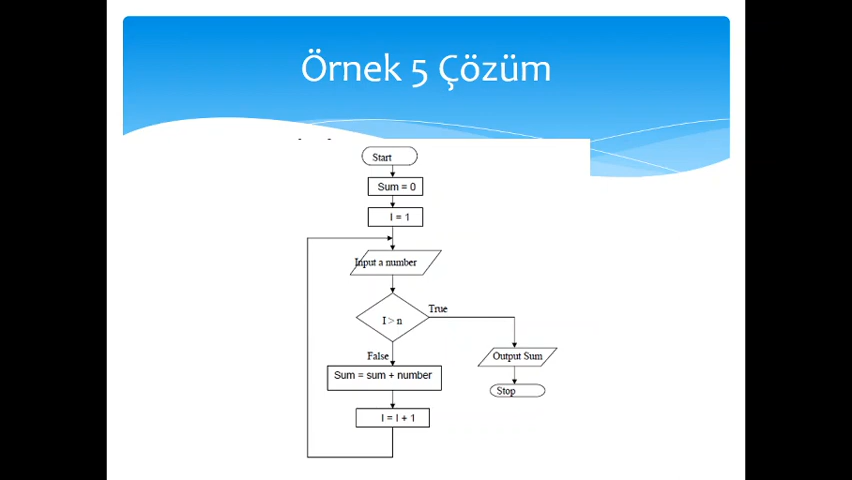 Örnek 5 Çözüm
Start
Sum = 0
I = 1
Input a number
I > n
True
False
Output Sum
Sum = sum + number
Stop
I = I + 1